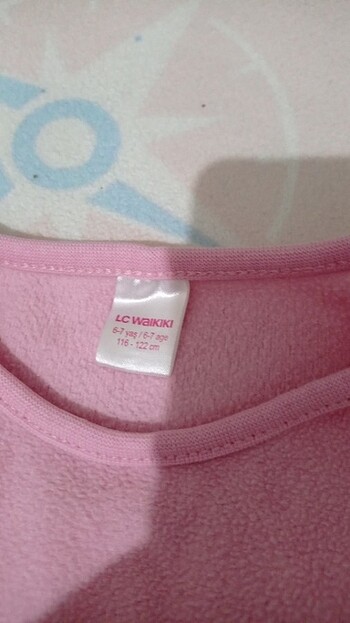 LC WAIKIKI
6-7 yaş / 6-7 age
116 - 122 cm